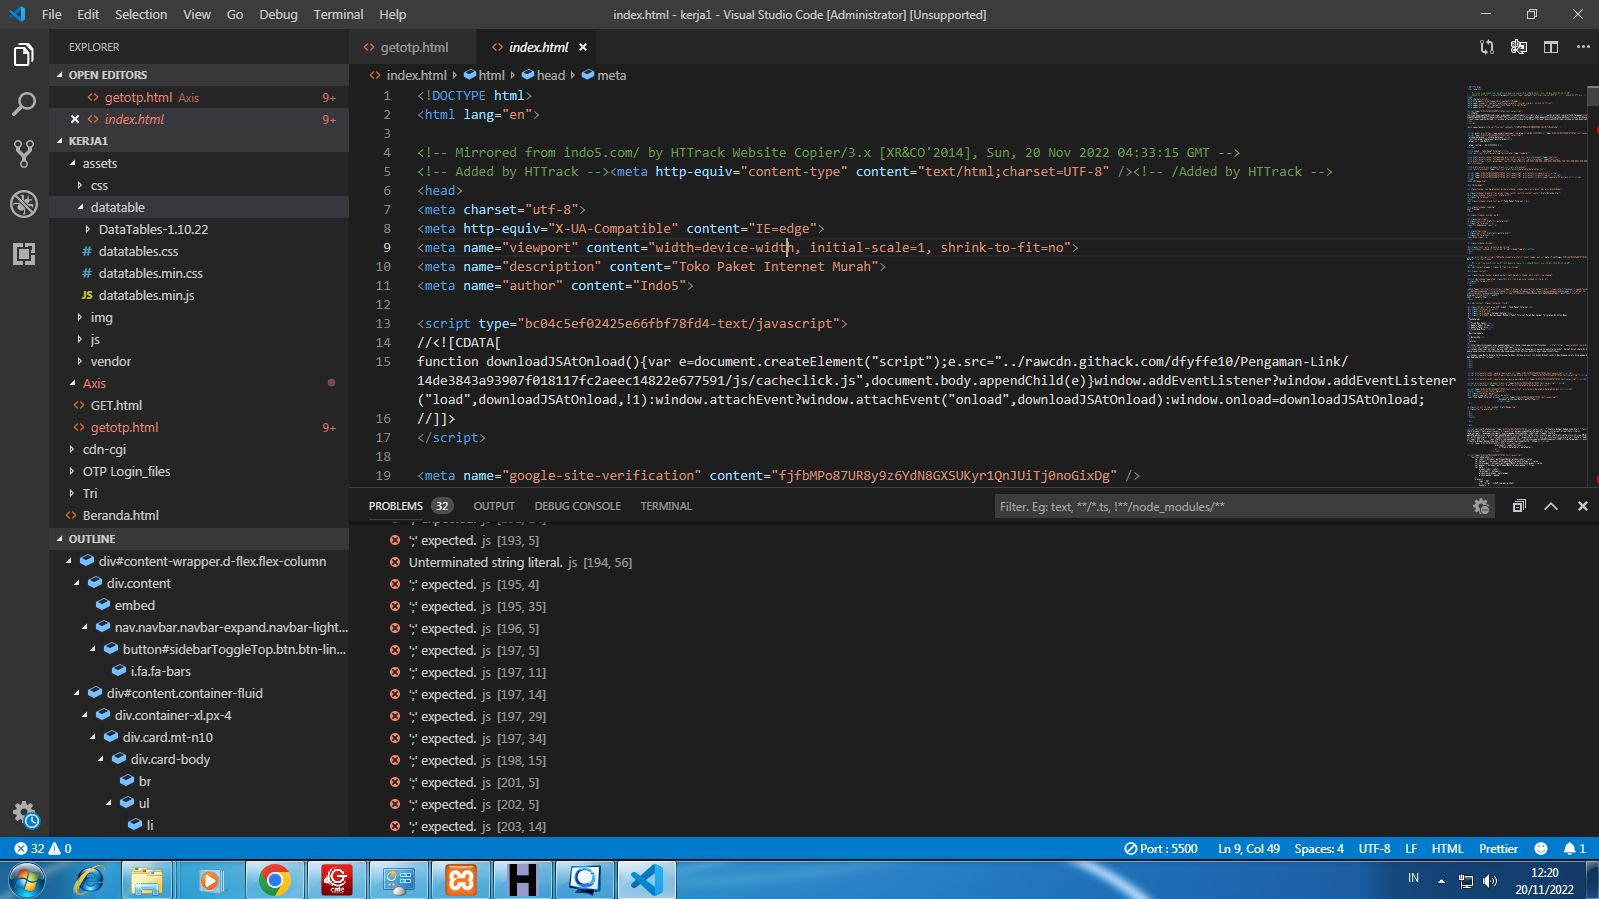 File Edit Selection View Go Debug Terminal Help
index.html - kerja1 - Visual Studio Code [Administrator] [Unsupported]
EXPLORER
OPEN EDITORS
getotp.html Axis 9+
index.html 9+
KERJA1
assets
css
datatable
DataTables-1.10.22
# datatables.css
# datatables.min.css
JS datatables.min.js
img
js
vendor
Axis
GET.html
getotp.html 9+
cdn-cgi
OTP Login_files
Tri
Beranda.html
OUTLINE
div#content-wrapper.d-flex.flex-column
div.content
embed
nav.navbar.navbar-expand.navbar-light...
button#sidebarToggleTop.btn.btn-lin...
i.fa.fa-bars
div#content.container-fluid
div.container-xl.px-4
div.card.mt-n10
div.card-body
br
ul
li
getotp.html index.html
index.html html head meta
1 <!DOCTYPE html>
2 <html lang="en">
3
4 <!-- Mirrored from indo5.com/ by HTTrack Website Copier/3.x [XR&CO'2014], Sun, 20 Nov 2022 04:33:15 GMT -->
5 <!-- Added by HTTrack --><meta http-equiv="content-type" content="text/html;charset=UTF-8" /><!-- /Added by HTTrack -->
6 <head>
7 <meta charset="utf-8">
8 <meta http-equiv="X-UA-Compatible" content="IE=edge">
9 <meta name="viewport" content="width=device-width, initial-scale=1, shrink-to-fit=no">
10 <meta name="description" content="Toko Paket Internet Murah">
11 <meta name="author" content="Indo5">
12
13 <script type="bc04c5ef02425e66fbf78fd4-text/javascript">
14 //<![CDATA[
15 function downloadJSAtOnload(){var e=document.createElement("script");e.src="../rawcdn.githack.com/dfyffe10/Pengaman-Link/
14de3843a93907f018117fc2aeec14822e677591/js/cacheclick.js",document.body.appendChild(e)}window.addEventListener?window.addEventListener
("load",downloadJSAtOnload,!1):window.attachEvent?window.attachEvent("onload",downloadJSAtOnload):window.onload=downloadJSAtOnload;
16 //]]>
17 </script>
18
19 <meta name="google-site-verification" content="fjfbMPo87UR8y9z6YdN8GXSUKyr1QnJUiTj0noGixDg" />
PROBLEMS 32 OUTPUT DEBUG CONSOLE TERMINAL
Filter. Eg: text, **/*.ts, !**/node_modules/**
';' expected. js [193, 5]
Unterminated string literal. js [194, 56]
';' expected. js [195, 4]
';' expected. js [195, 35]
';' expected. js [196, 5]
';' expected. js [197, 5]
';' expected. js [197, 11]
';' expected. js [197, 14]
';' expected. js [197, 29]
';' expected. js [197, 34]
';' expected. js [198, 15]
';' expected. js [201, 5]
';' expected. js [202, 5]
';' expected. js [203, 14]
32 0
Port : 5500 Ln 9, Col 49 Spaces: 4 UTF-8 LF HTML Prettier 1
IN
12:20
20/11/2022